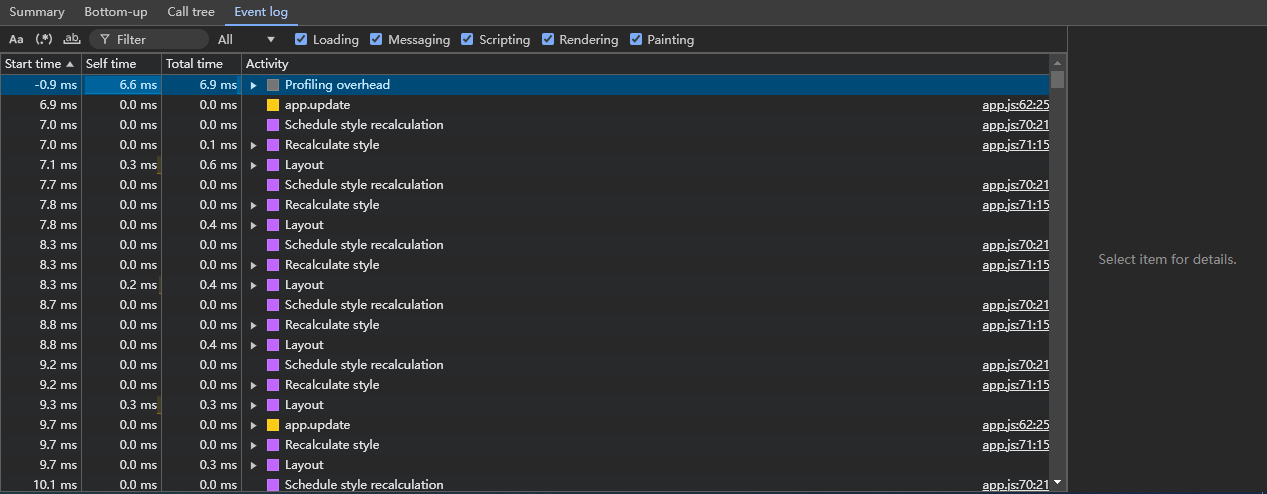 Summary Bottom-up Call tree Event log
Aa (.*) ab Filter All Loading Messaging Scripting Rendering Painting
Start time Self time Total time Activity
-0.9 ms 6.6 ms 6.9 ms Profiling overhead
6.9 ms 0.0 ms 0.0 ms app.update app.js:62:25
7.0 ms 0.0 ms 0.0 ms Schedule style recalculation app.js:70:21
7.0 ms 0.0 ms 0.1 ms Recalculate style app.js:71:15
7.1 ms 0.3 ms 0.6 ms Layout
7.7 ms 0.0 ms 0.0 ms Schedule style recalculation app.js:70:21
7.8 ms 0.0 ms 0.0 ms Recalculate style app.js:71:15
7.8 ms 0.0 ms 0.4 ms Layout
8.3 ms 0.0 ms 0.0 ms Schedule style recalculation app.js:70:21
Select item for details.
8.3 ms 0.0 ms 0.0 ms Recalculate style app.js:71:15
8.3 ms 0.2 ms 0.4 ms Layout
8.7 ms 0.0 ms 0.0 ms Schedule style recalculation app.js:70:21
8.8 ms 0.0 ms 0.0 ms Recalculate style app.js:71:15
8.8 ms 0.0 ms 0.4 ms Layout
9.2 ms 0.0 ms 0.0 ms Schedule style recalculation app.js:70:21
9.2 ms 0.0 ms 0.0 ms Recalculate style app.js:71:15
9.3 ms 0.3 ms 0.3 ms Layout
9.7 ms 0.0 ms 0.0 ms app.update app.js:62:25
9.7 ms 0.0 ms 0.0 ms Recalculate style app.js:71:15
9.7 ms 0.0 ms 0.3 ms Layout
10.1 ms 0.0 ms 0.0 ms Schedule style recalculation app.js:70:21